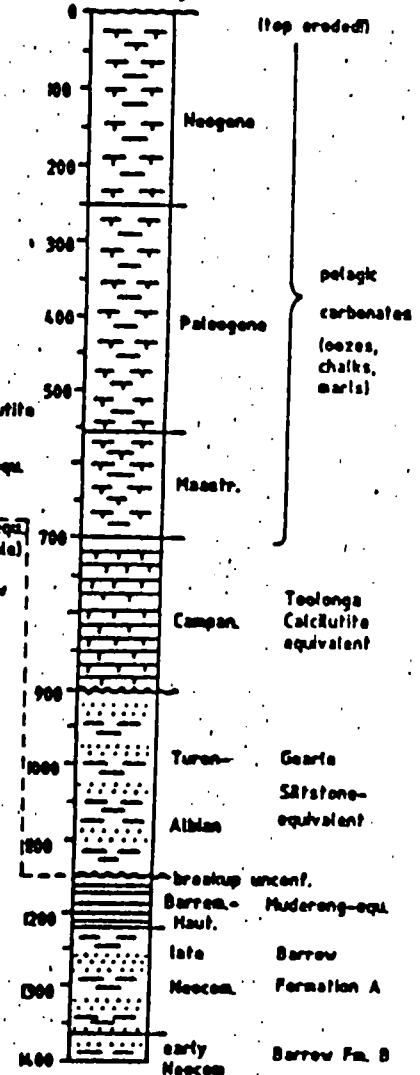 0
(top eroded?)
100
Neogene
200
300
pelagic
400
carbonates
Paleogene
(oozes,
chalks,
marls)
500
Maastr.
700
Toolonga
Campan.
Calcilutite
equivalent
900
Turon-
Gearle
1000
Siltstone-
equivalent
Albian
breakup unconf.
Barrem.-
Muderong-equ.
1200
Haut.
late
Barrow
1300
Neocom.
Formation A
1400
early
Barrow Fm. B
Neocom